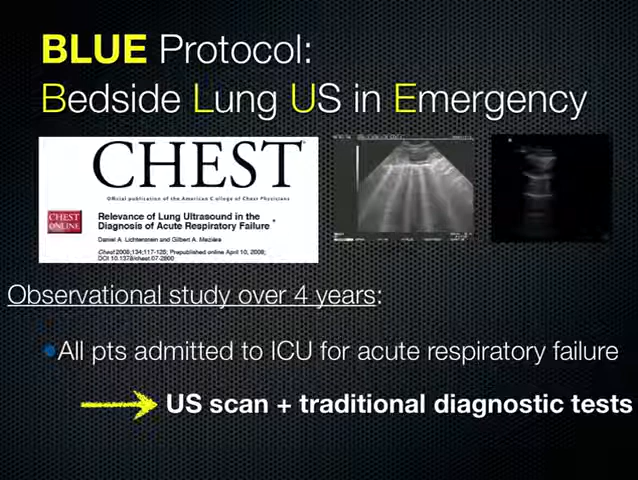 BLUE Protocol:
Bedside Lung US in Emergency
CHEST
Official publication of the American College of Chest Physicians
CHEST
ONLINE
Relevance of Lung Ultrasound in the
Diagnosis of Acute Respiratory Failure *
Daniel A. Lichtenstein and Gilbert A. Mezière
Chest 2008;134;117-125; Prepublished online April 10, 2008;
DOI 10.1378/chest.07-2800
Observational study over 4 years:
All pts admitted to ICU for acute respiratory failure
US scan + traditional diagnostic tests